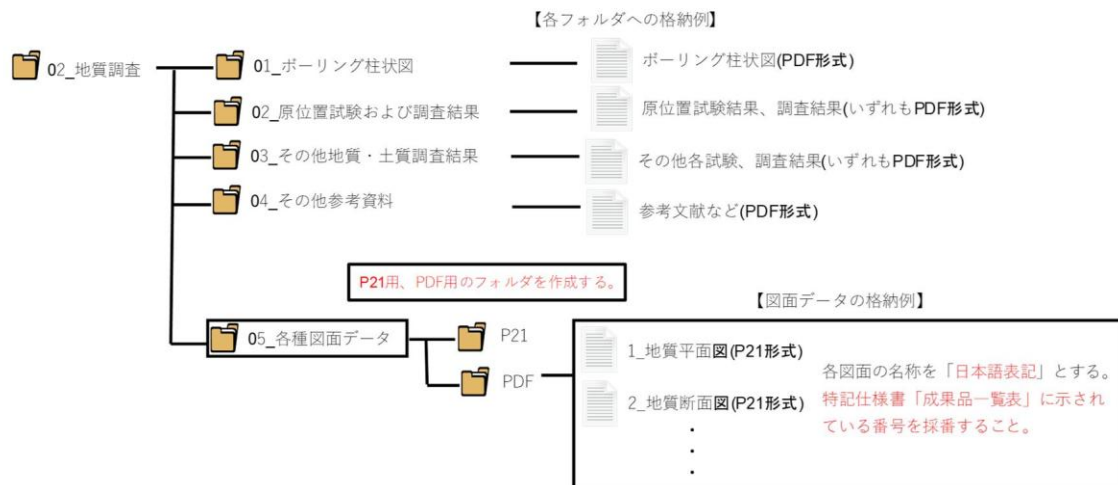 【各フォルダへの格納例】
02_地質調査
01_ボーリング柱状図
ボーリング柱状図(PDF形式)
02_原位置試験および調査結果
原位置試験結果、調査結果(いずれもPDF形式)
03_その他地質・土質調査結果
その他各試験、調査結果(いずれもPDF形式)
04_その他参考資料
参考文献など(PDF形式)
P21用、PDF用のフォルダを作成する。
【図面データの格納例】
05_各種図面データ
P21
PDF
1_地質平面図(P21形式)
2_地質断面図(P21形式)
各図面の名称を「日本語表記」とする。
特記仕様書「成果品一覧表」に示され
ている番号を採番すること。